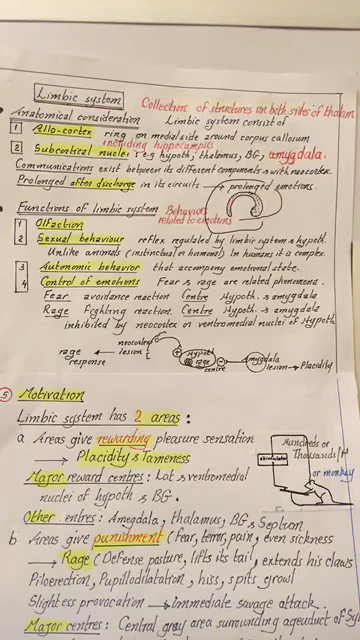 Limbic system
Collection of structures on both sides of thalam
Anatomical consideration Limbic system consist of
1 Allo-cortex ring on medial side around corpus callosum
including hippocampus
2 Subcortical nuclei: eg hypoth, thalamus, BG, amygdala.
Communications exist between its different components & with neocortex.
Prolonged after discharge in its circuits → prolonged emotions.
Functions of limbic system Behaviors related to emotions
1 Olfaction
2 Sexual behaviour reflex regulated by limbic system & hypoth.
Unlike animals (instinctual or hormonal) In humans it is complex.
3 Autonomic behavior that accompany emotional state.
4 Control of emotions Fear & rage are related phenomena.
Fear avoidance reaction Centre Hypoth. & amygdala
Rage fighting reaction Centre Hypoth. & amygdala
inhibited by neocortex or ventromedial nuclei of Hypoth
rage response ← neocortex lesion
+ Hypoth rage centre -
Amygdala lesion → Placidity
5 Motivation
Limbic system has 2 areas:
a Areas give rewarding pleasure sensation
→ Placidity & Tameness
Hundreds or
Thousands/H
or monkey
Major reward centres: Lat & ventromedial
nuclei of hypoth & BG.
Other centres: Amegdala, thalamus, BG & Septum
b Areas give punishment (fear, terror, pain, even sickness
→ Rage (Defense posture, lifts its tail, extends his claws
Piloerection, Pupillodilatation, hiss, spits growl
Slightess provocation → immediate savage attack.
Major centres: Central gray area surrounding aqeduct of Sy